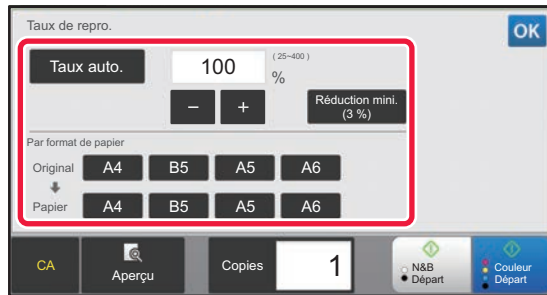 Taux de repro.
OK
Taux auto.
100
( 25~400 )
%
− +
Réduction mini.
(3 %)
Par format de papier
Original A4 B5 A5 A6
Papier A4 B5 A5 A6
CA
Aperçu
Copies
1
N&B
Départ
Couleur
Départ